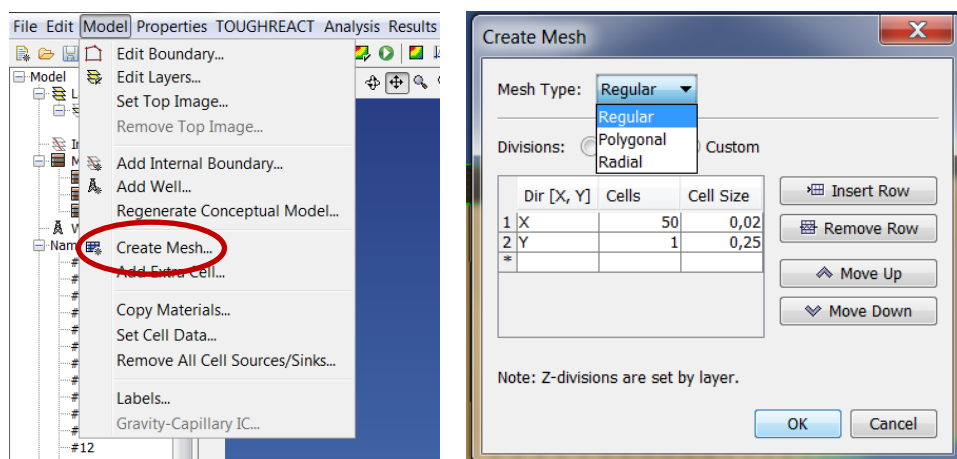 File Edit Model Properties TOUGHREACT Analysis Results
Edit Boundary...
Edit Layers...
Set Top Image...
Remove Top Image...
Add Internal Boundary...
Add Well...
Regenerate Conceptual Model...
Create Mesh...
Add Extra Cell...
Copy Materials...
Set Cell Data...
Remove All Cell Sources/Sinks...
Labels...
Gravity-Capillary IC...
Model
L
In
M
W
Nam
#
#
#
#
#
#
#
#
#
#
#
#12
Create Mesh
Mesh Type: Regular
Regular
Polygonal
Radial
Divisions: Custom
Dir [X, Y] Cells Cell Size
1 X 50 0,02
2 Y 1 0,25
*
Insert Row
Remove Row
Move Up
Move Down
Note: Z-divisions are set by layer.
OK Cancel